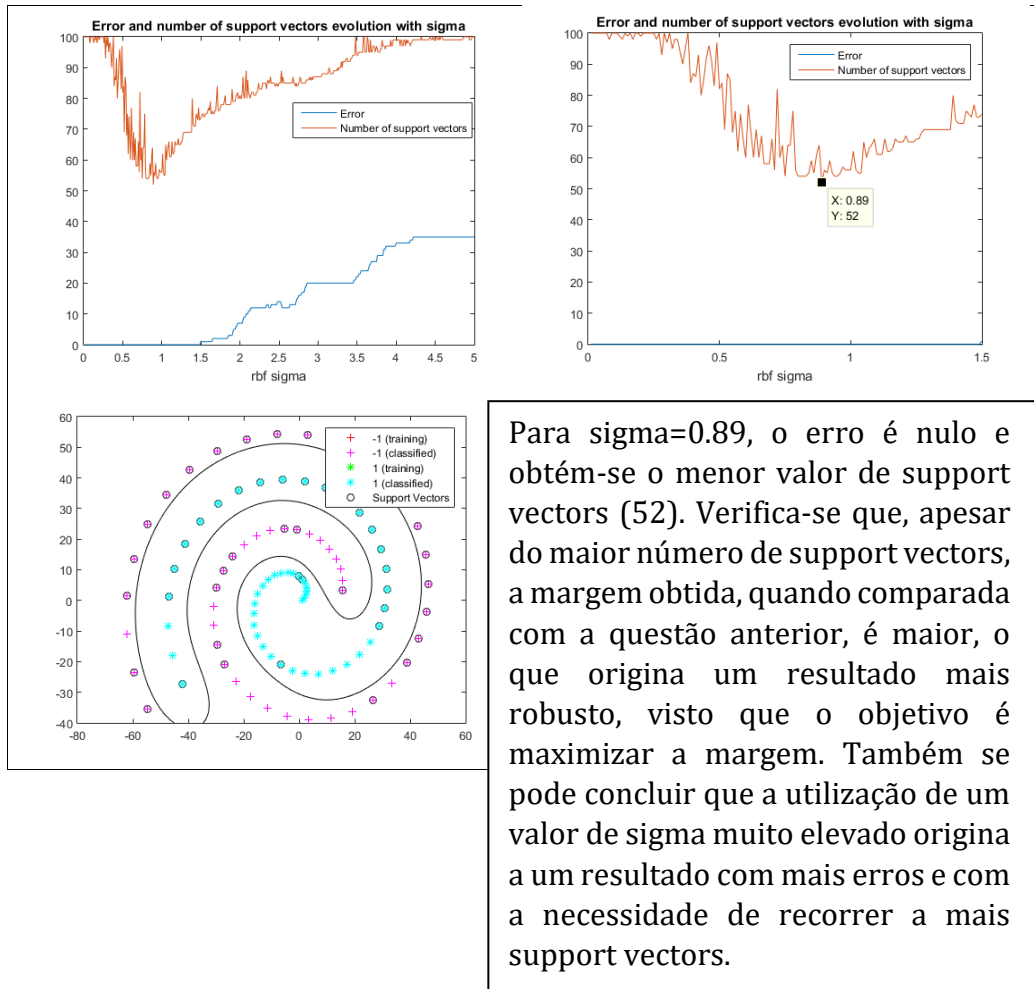 Error and number of support vectors evolution with sigma
100
90
80
70
60
50
40
30
20
10
0
Error
Number of support vectors
0 0.5 1 1.5 2 2.5 3 3.5 4 4.5 5
rbf sigma
Error and number of support vectors evolution with sigma
100
90
80
70
60
50
40
30
20
10
0
Error
Number of support vectors
X: 0.89
Y: 52
0 0.5 1 1.5
rbf sigma
60
50
40
30
20
10
0
-10
-20
-30
-40
-1 (training)
-1 (classified)
1 (training)
1 (classified)
Support Vectors
-80 -60 -40 -20 0 20 40 60
Para sigma=0.89, o erro é nulo e
obtém-se o menor valor de support
vectors (52). Verifica-se que, apesar
do maior número de support vectors,
a margem obtida, quando comparada
com a questão anterior, é maior, o
que origina um resultado mais
robusto, visto que o objetivo é
maximizar a margem. Também se
pode concluir que a utilização de um
valor de sigma muito elevado origina
a um resultado com mais erros e com
a necessidade de recorrer a mais
support vectors.